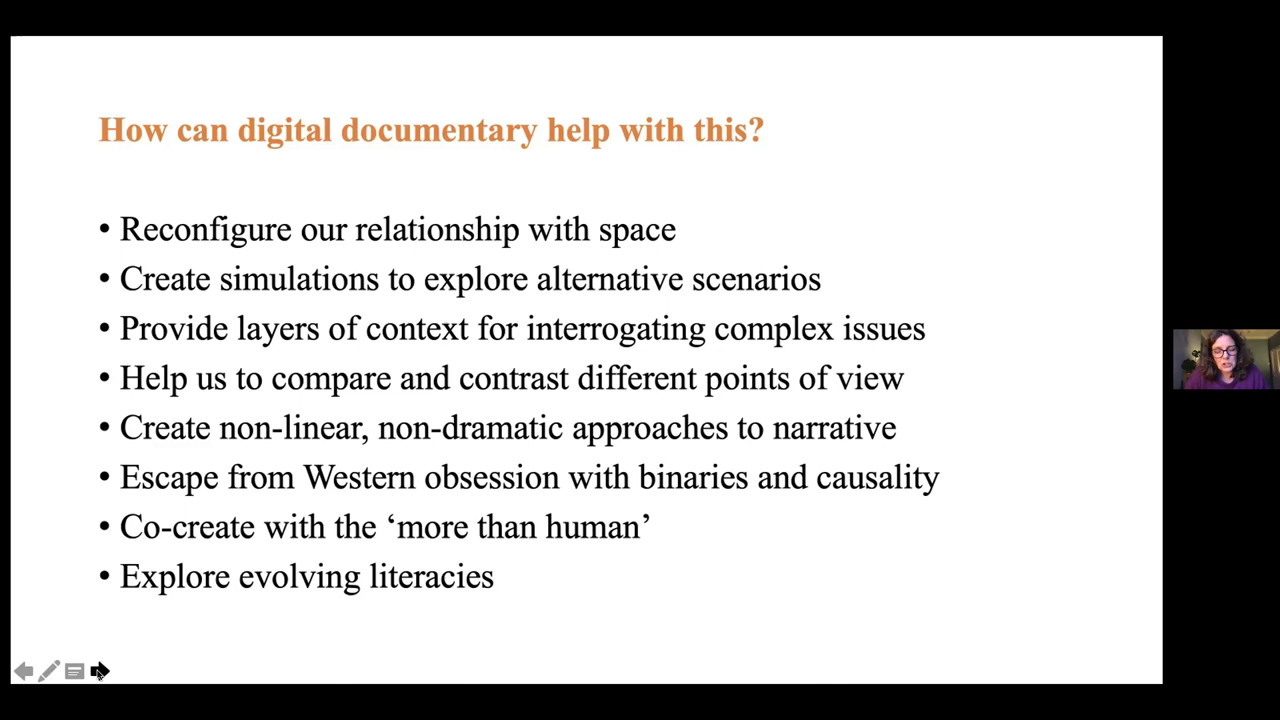 How can digital documentary help with this?
• Reconfigure our relationship with space
• Create simulations to explore alternative scenarios
• Provide layers of context for interrogating complex issues
• Help us to compare and contrast different points of view
• Create non-linear, non-dramatic approaches to narrative
• Escape from Western obsession with binaries and causality
• Co-create with the ‘more than human’
• Explore evolving literacies